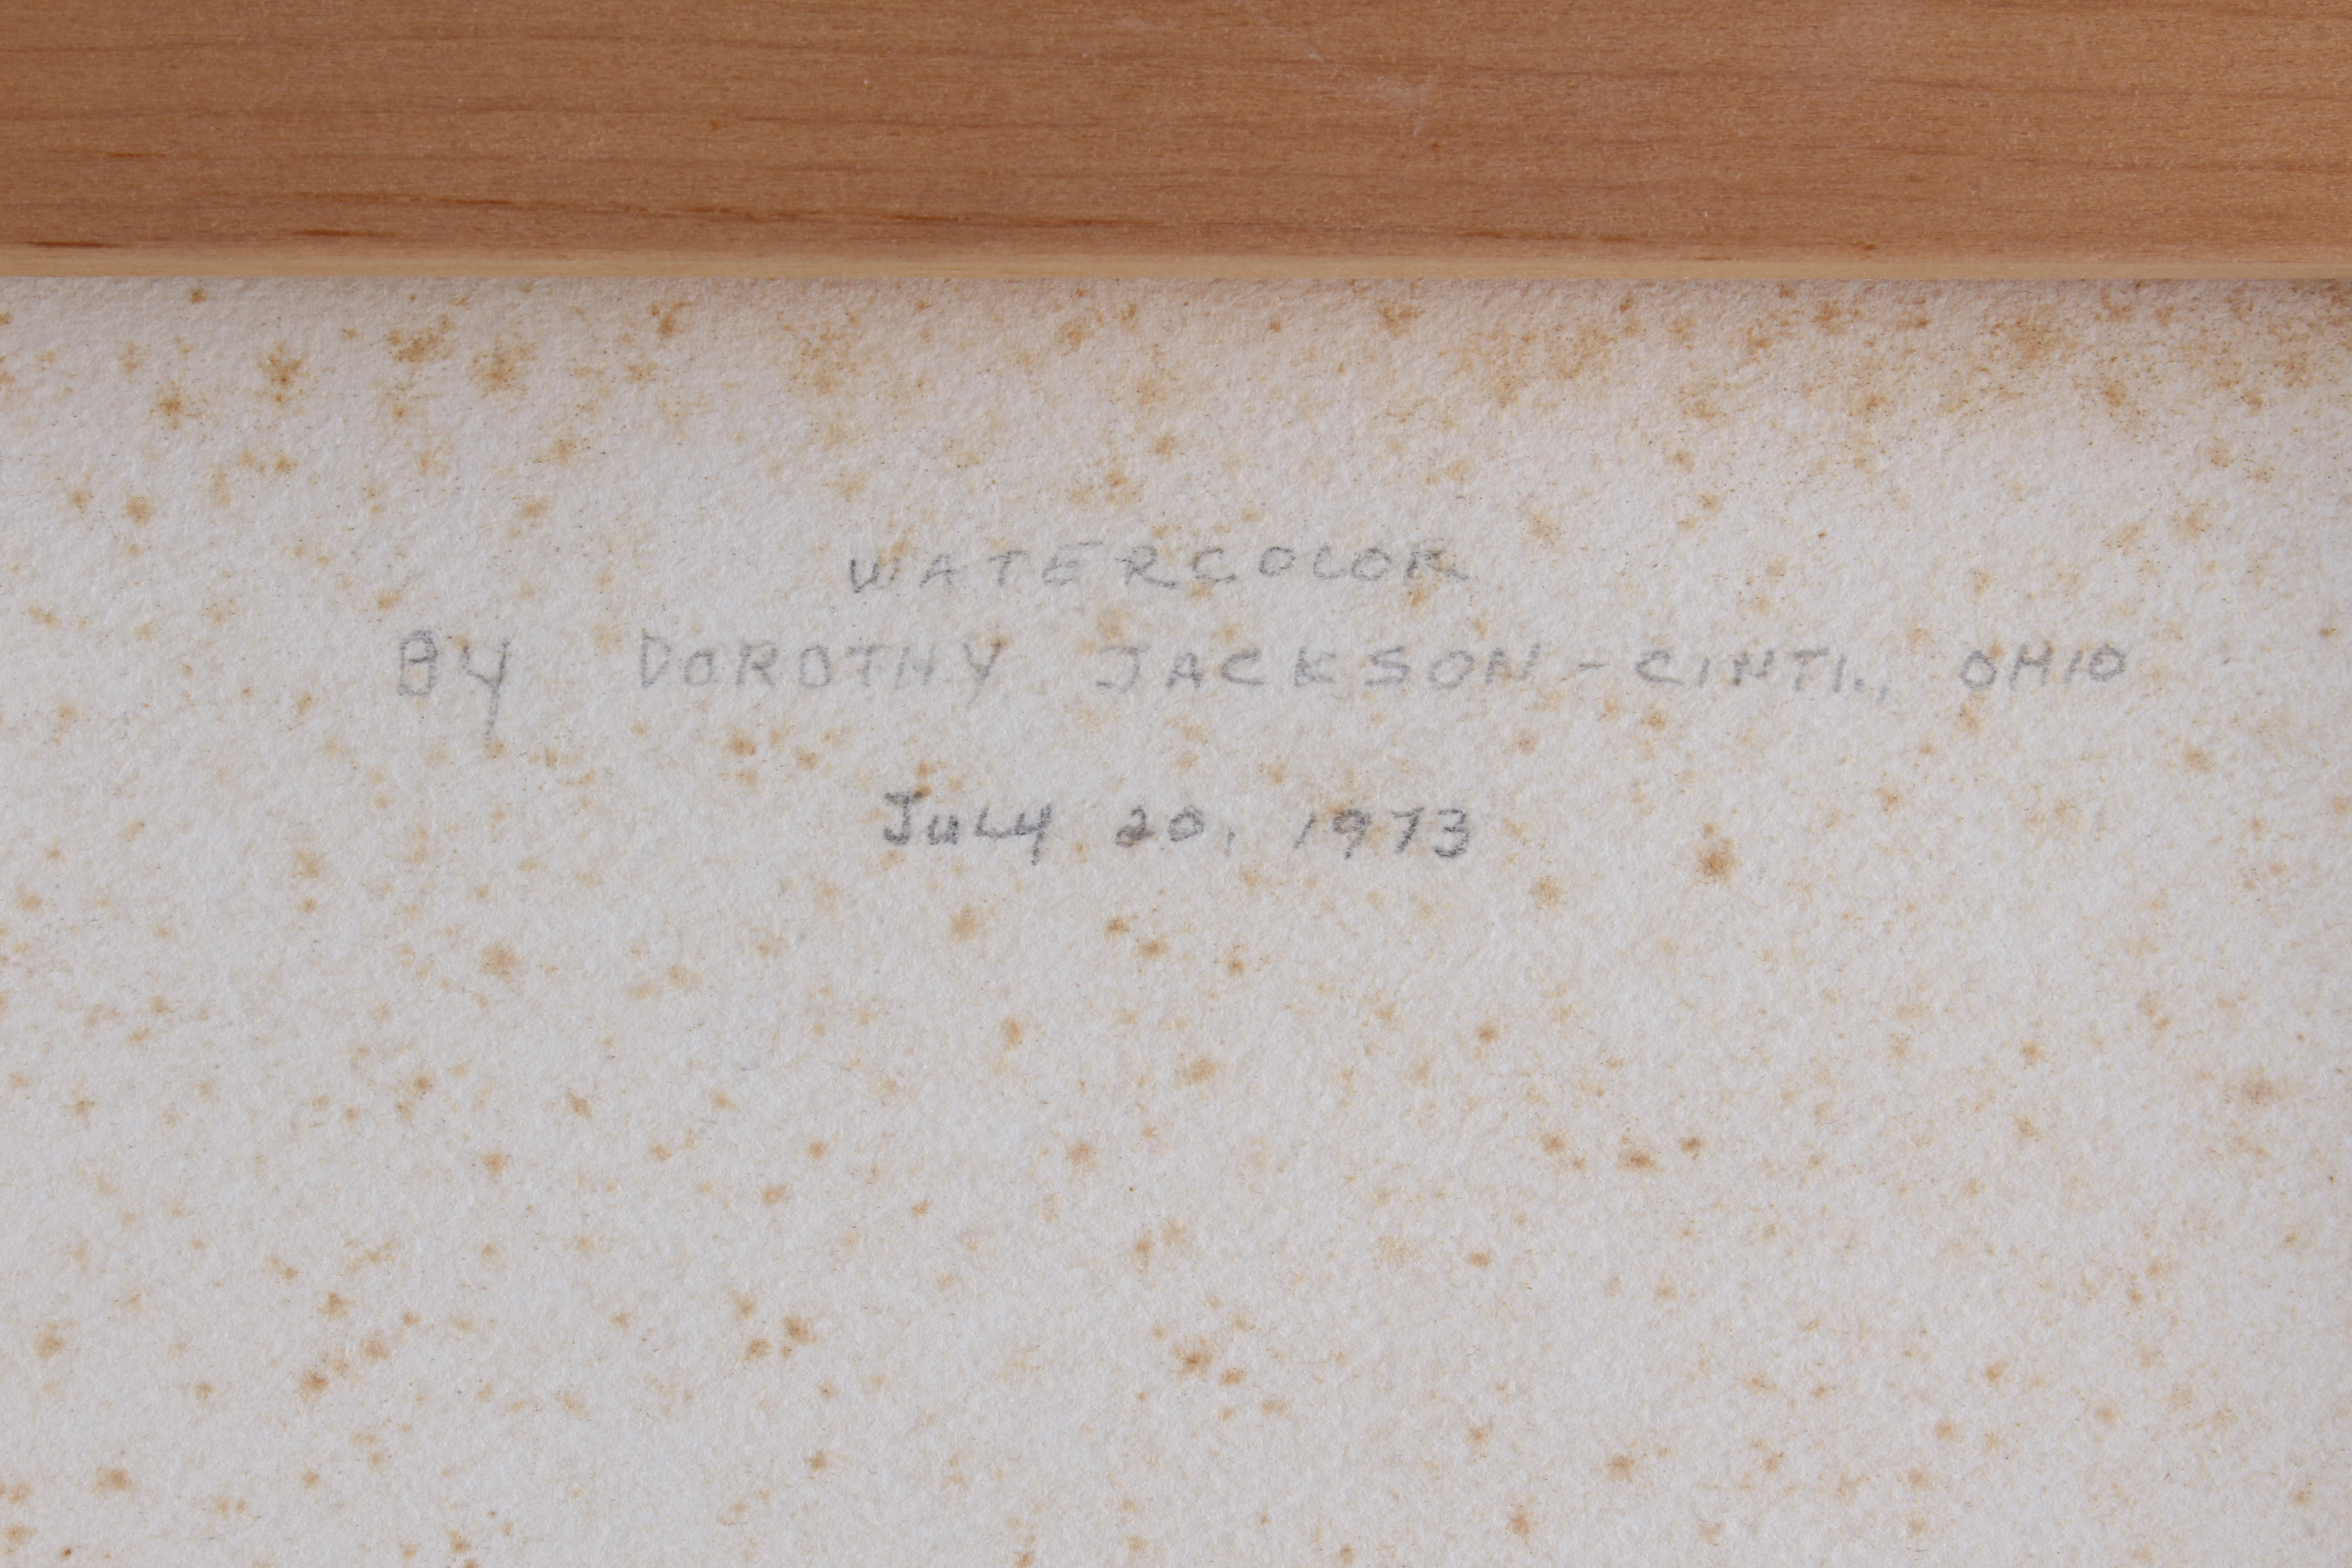 WATERCOLOR
BY DOROTHY JACKSON - CINTI., OHIO
JULY 20, 1973